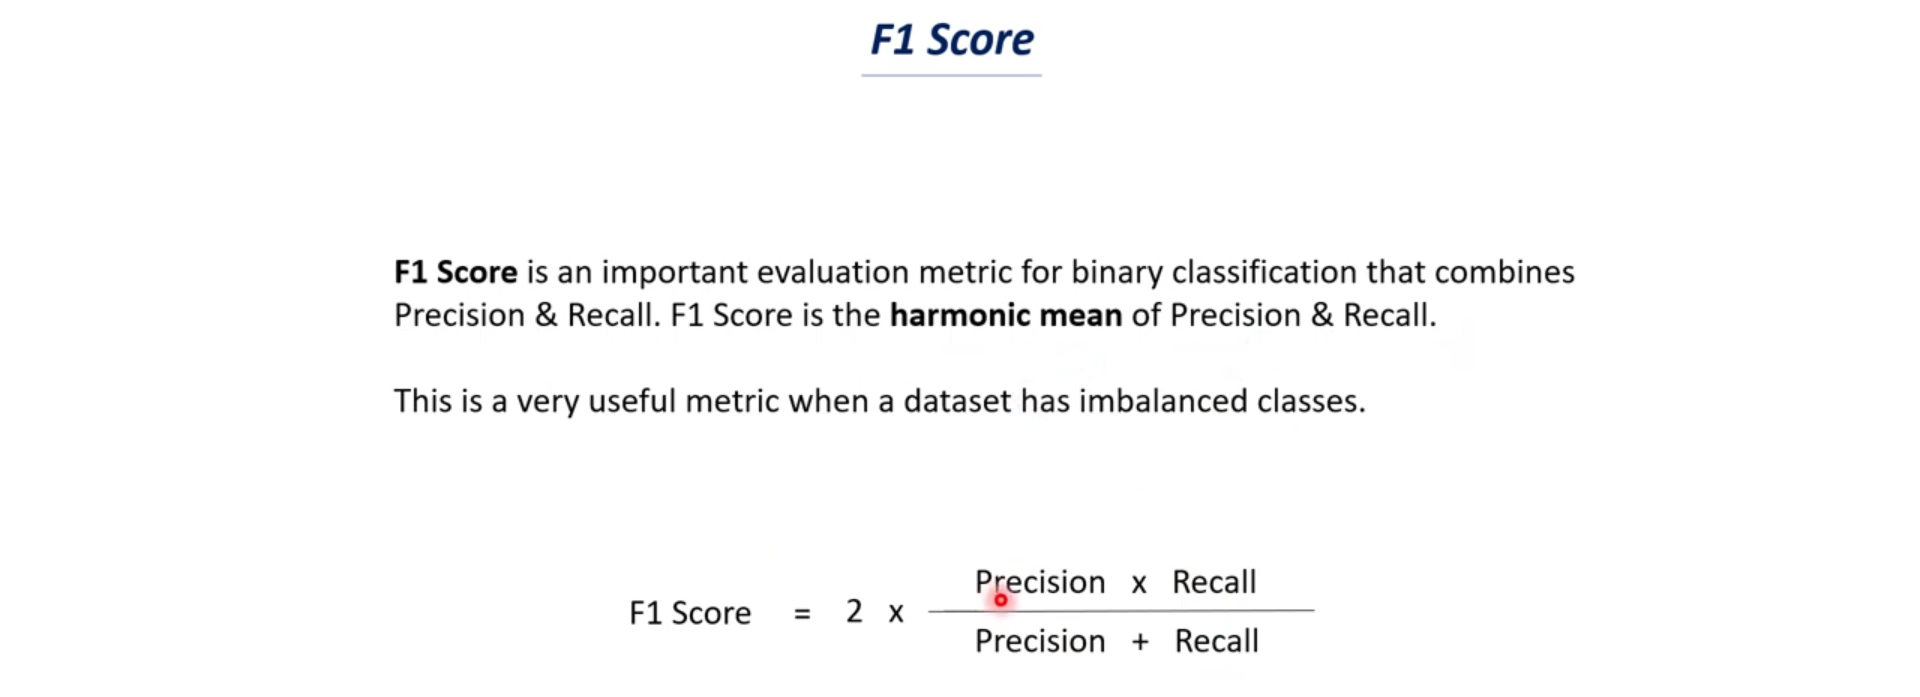 F1 Score
F1 Score is an important evaluation metric for binary classification that combines
Precision & Recall. F1 Score is the harmonic mean of Precision & Recall.
This is a very useful metric when a dataset has imbalanced classes.
F1 Score = 2 x Precision x Recall
Precision + Recall